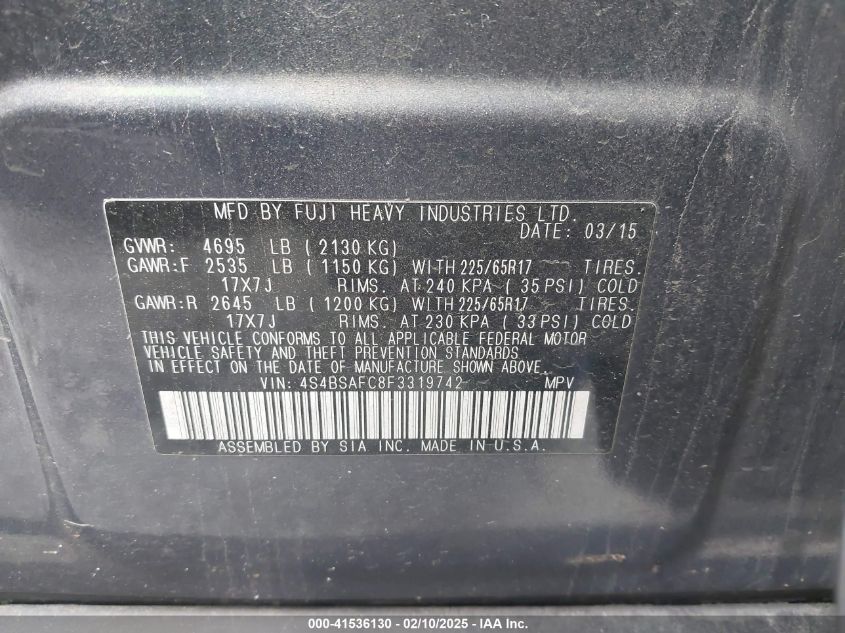 MFD BY FUJI HEAVY INDUSTRIES LTD.
DATE: 03/15
GVWR: 4695 LB ( 2130 KG)
GAWR:F 2535 LB ( 1150 KG) WITH 225/65R17 TIRES.
17X7J RIMS. AT 240 KPA ( 35 PSI) COLD
GAWR:R 2645 LB ( 1200 KG) WITH 225/65R17 TIRES.
17X7J RIMS. AT 230 KPA ( 33 PSI) COLD
THIS VEHICLE CONFORMS TO ALL APPLICABLE FEDERAL MOTOR
VEHICLE SAFETY AND THEFT PREVENTION STANDARDS
IN EFFECT ON THE DATE OF MANUFACTURE SHOWN ABOVE.
VIN: 4S4BSAFC8F3319742 MPV
ASSEMBLED BY SIA INC. MADE IN U.S.A.
000-41536130 - 02/10/2025 - IAA Inc.